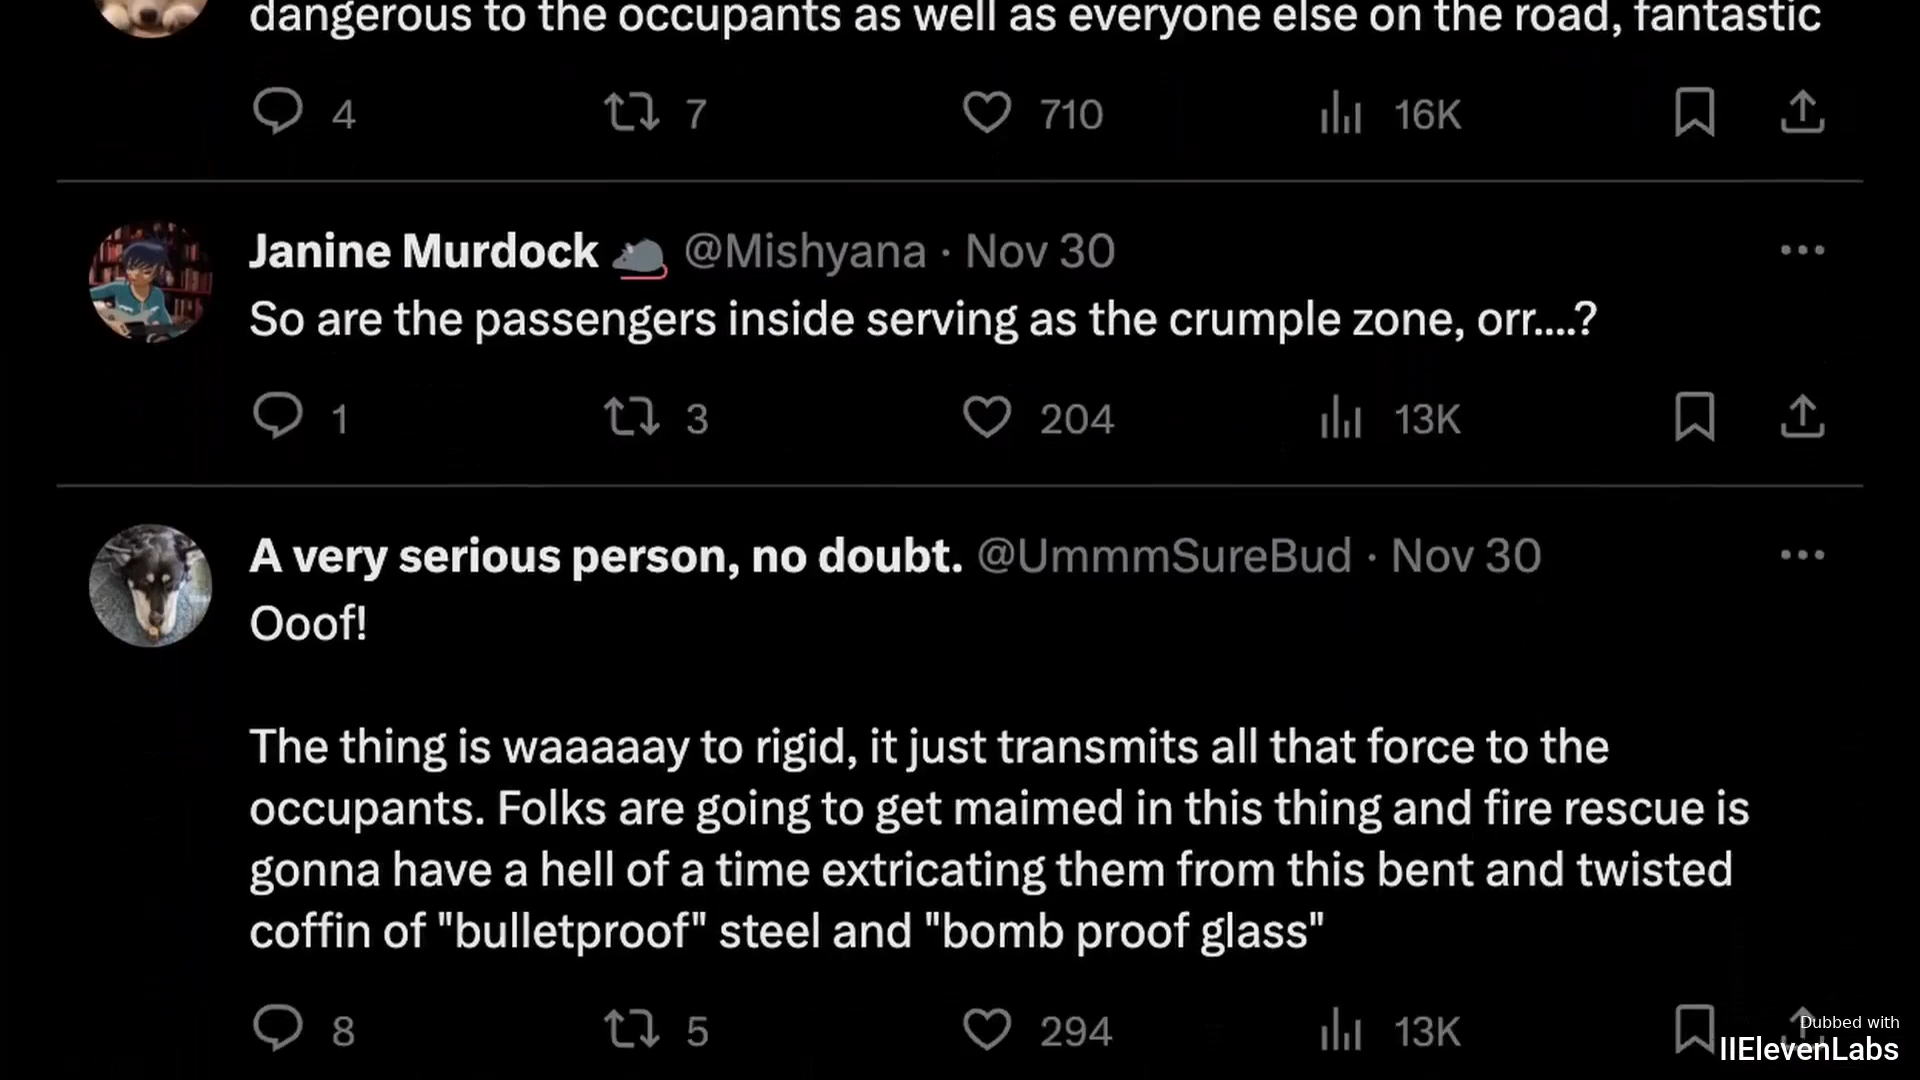 dangerous to the occupants as well as everyone else on the road, fantastic
4 7 710 16K
Janine Murdock 🐀 @Mishyana · Nov 30
So are the passengers inside serving as the crumple zone, orr....?
1 3 204 13K
A very serious person, no doubt. @UmmmSureBud · Nov 30
Ooof!
The thing is waaaaay to rigid, it just transmits all that force to the
occupants. Folks are going to get maimed in this thing and fire rescue is
gonna have a hell of a time extricating them from this bent and twisted
coffin of "bulletproof" steel and "bomb proof glass"
8 5 294 13K
Dubbed with
IIElevenLabs